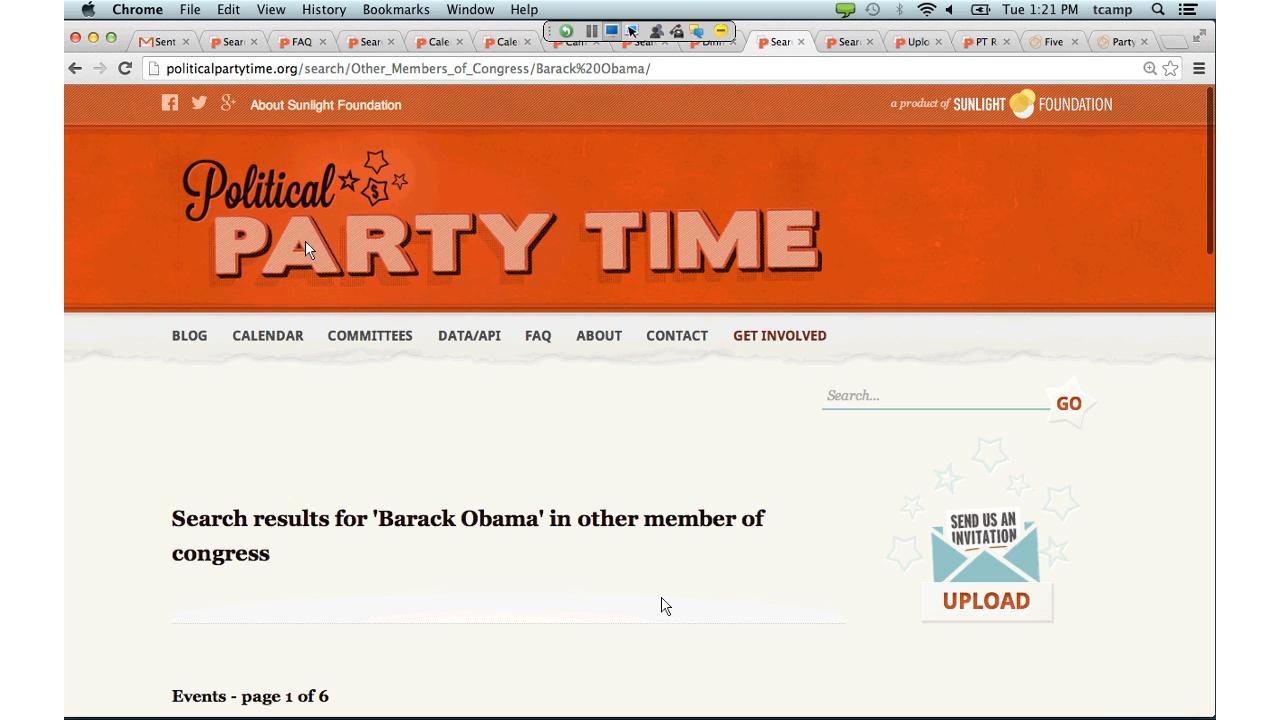 Chrome File Edit View History Bookmarks Window Help Tue 1:21 PM tcamp
Sent Sear FAQ Sear Cale Cale Sear Sear Uplo PT R Five Party
politicalpartytime.org/search/Other_Members_of_Congress/Barack%20Obama/
About Sunlight Foundation a product of SUNLIGHT FOUNDATION
Political
PARTY TIME
BLOG CALENDAR COMMITTEES DATA/API FAQ ABOUT CONTACT GET INVOLVED
Search... GO
SEND US AN
INVITATION
UPLOAD
Search results for 'Barack Obama' in other member of
congress
Events - page 1 of 6